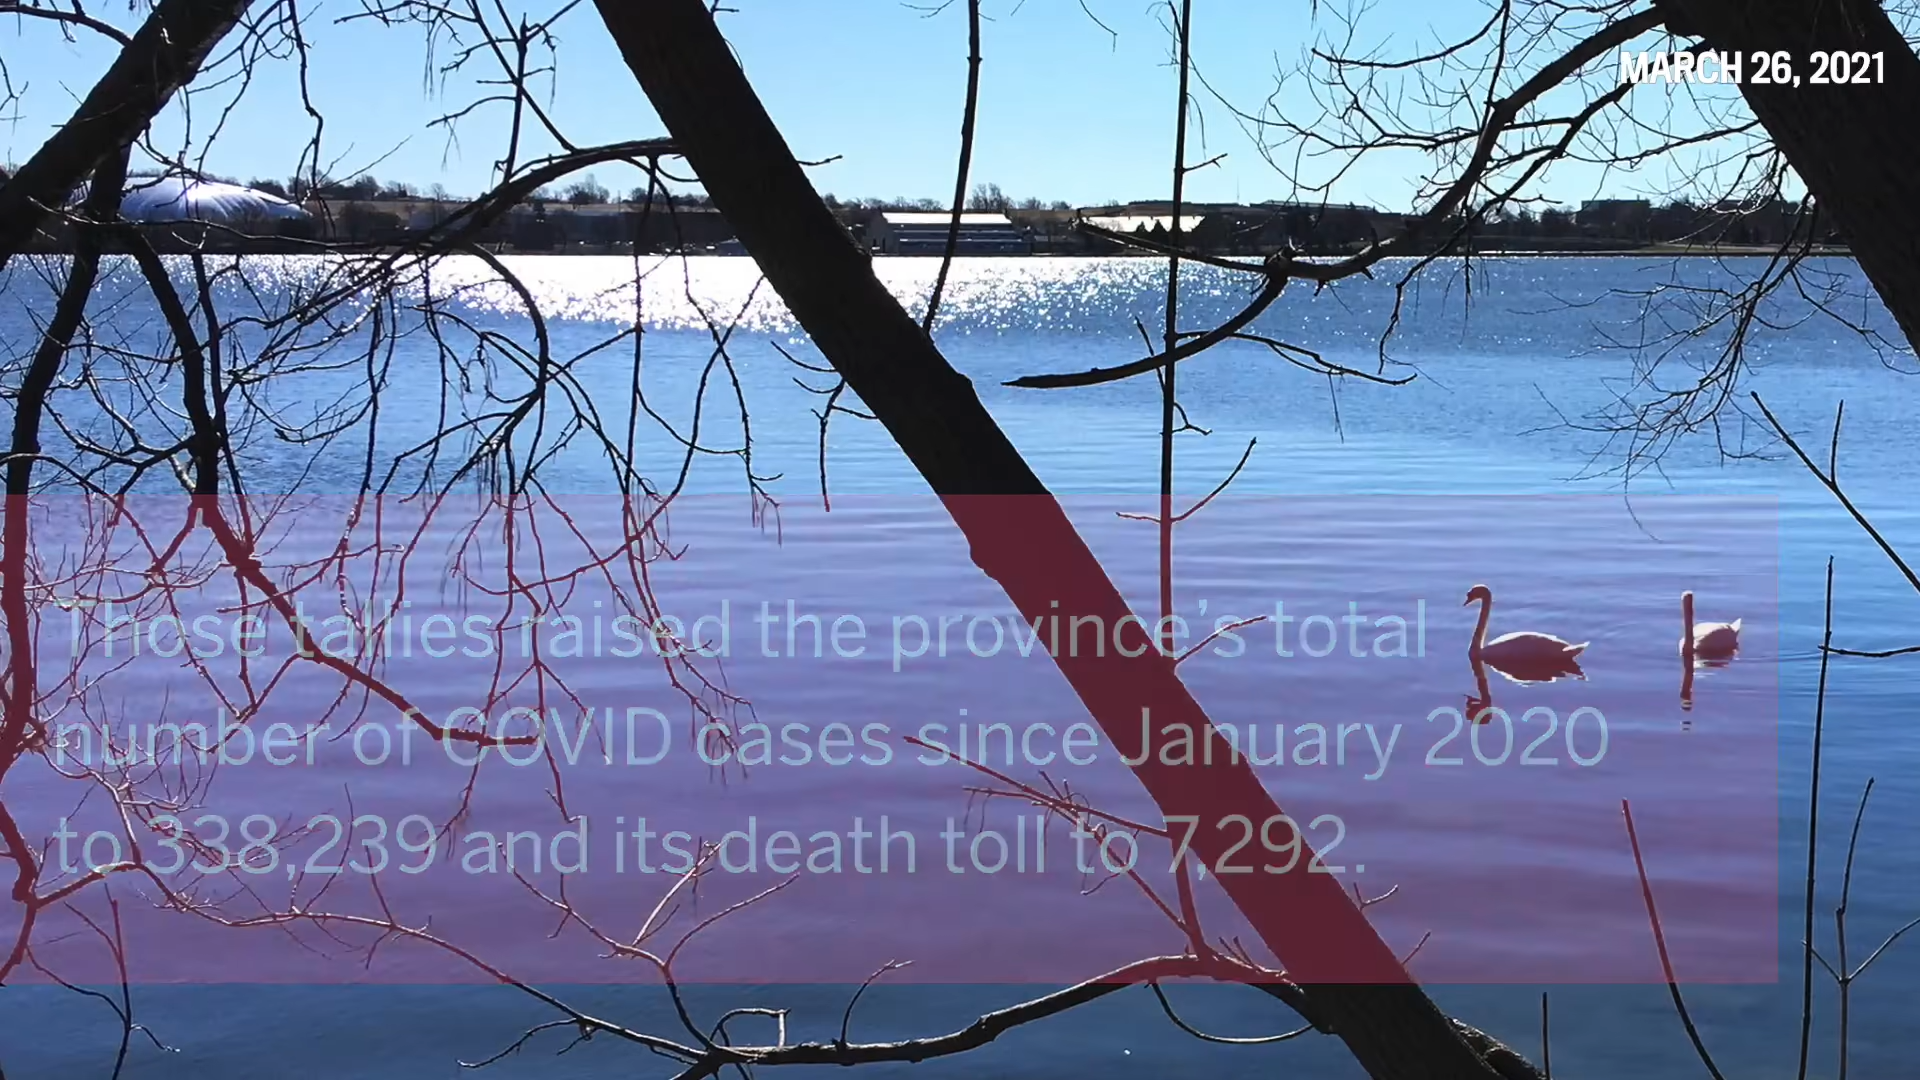 MARCH 26, 2021
Those tallies raised the province’s total
number of COVID cases since January 2020
to 338,239 and its death toll to 7,292.